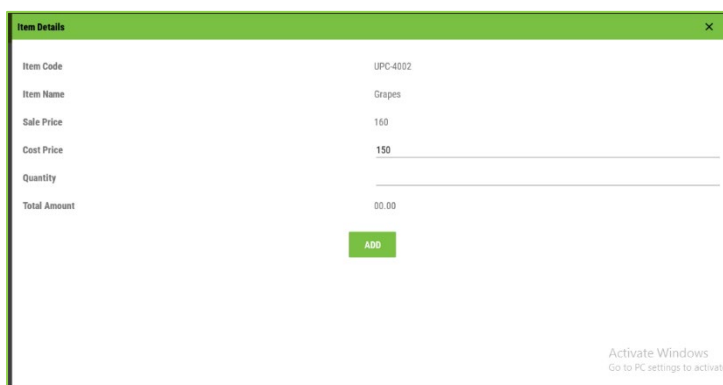 Item Details ×
Item Code UPC-4002
Item Name Grapes
Sale Price 160
Cost Price 150
Quantity
Total Amount 00.00
ADD
Activate Windows
Go to PC settings to activat